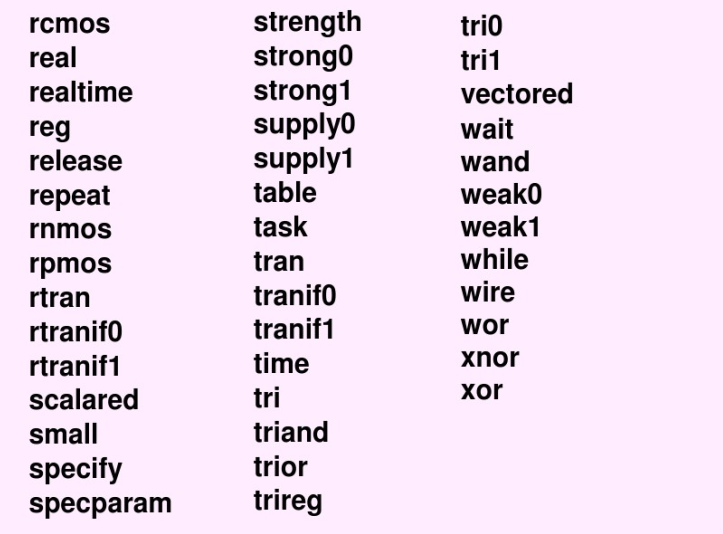 rcmos
real
realtime
reg
release
repeat
rnmos
rpmos
rtran
rtranif0
rtranif1
scalared
small
specify
specparam
strength
strong0
strong1
supply0
supply1
table
task
tran
tranif0
tranif1
time
tri
triand
trior
trireg
tri0
tri1
vectored
wait
wand
weak0
weak1
while
wire
wor
xnor
xor